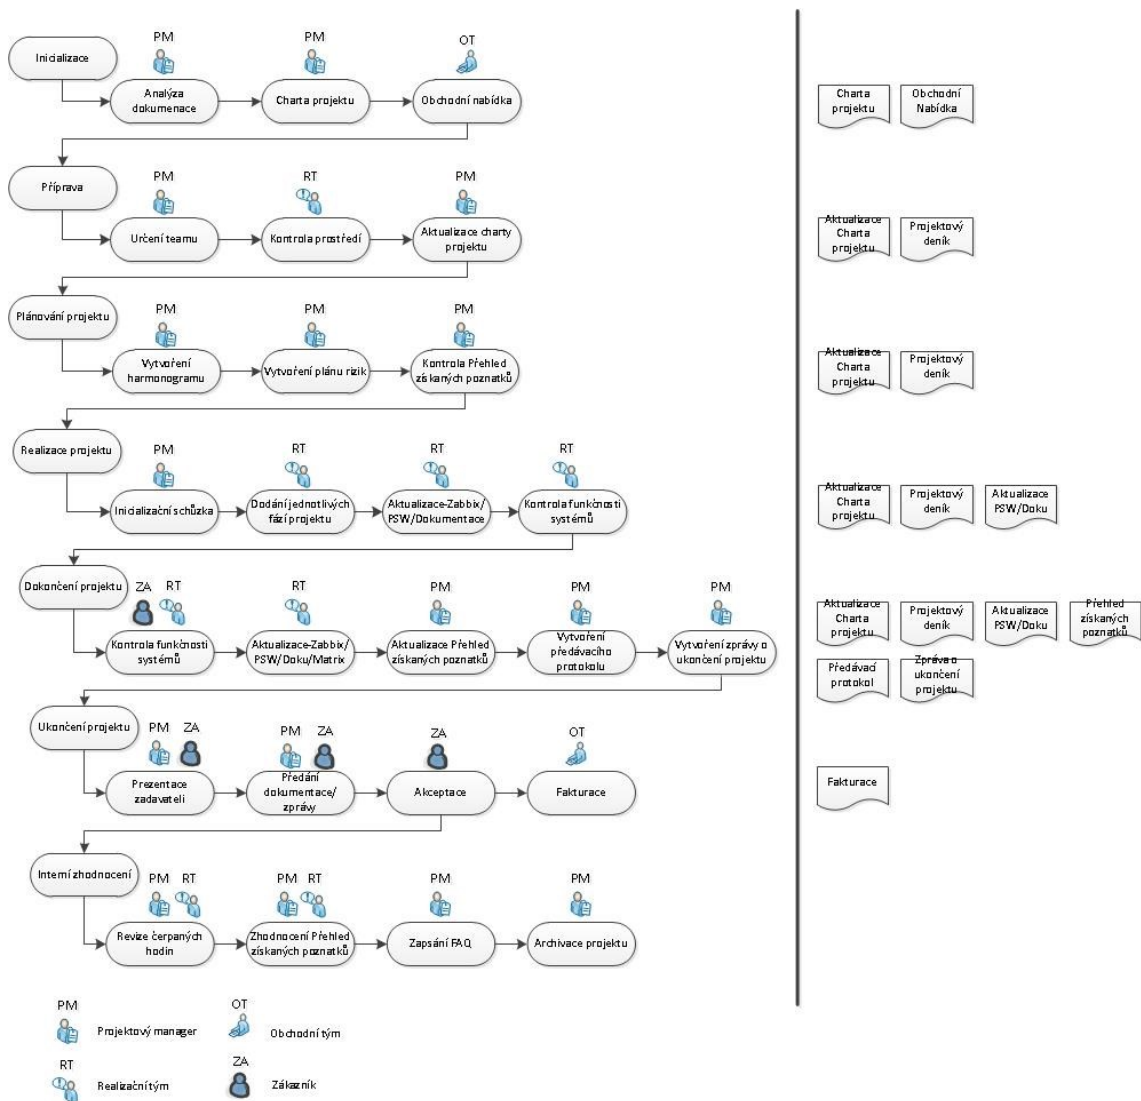 PM
PM
OT
Inicializace
Analýza
dokumenace
Charta projektu
Obchodní nabídka
Charta
projektu
Obchodní
Nabídka
PM
RT
PM
Příprava
Určení teamu
Kontrola prostředí
Aktualizace charty
projektu
Aktualizace
Charta
projektu
Projektový
deník
PM
PM
PM
Plánování projektu
Vytvoření
harmonogramu
Vytvoření plánu rizik
Kontrola Přehled
získaných poznatků
Aktualizace
Charta
projektu
Projektový
deník
PM
RT
RT
RT
Realizace projektu
Inicializační schůzka
Dodání jednotlivých
fází projektu
Aktualizace-Zabbix/
PSW/Dokumentace
Kontrola funkčnosti
systémů
Aktualizace
Charta
projektu
Projektový
deník
Aktualizace
PSW/Doku
Dokončení projektu
ZA
RT
RT
PM
PM
PM
Kontrola funkčnosti
systémů
Aktualizace-Zabbix/
PSW/Doku/Matrix
Aktualizace Přehled
získaných poznatků
Vytvoření
předávacího
protokolu
Vytvoření zprávy o
ukončení projektu
Aktualizace
Charta
projektu
Projektový
deník
Aktualizace
PSW/Doku
Přehled
získaných
poznatků
Předávací
protokol
Zpráva o
ukončení
projektu
Ukončení projektu
PM
ZA
PM
ZA
ZA
OT
Prezentace
zadavateli
Předání
dokumentace/
zprávy
Akceptace
Fakturace
Fakturace
Interní zhodnocení
PM
RT
PM
RT
PM
PM
Revize čerpaných
hodin
Zhodnocení Přehled
získaných poznatků
Zapsání FAQ
Archivace projektu
PM
Projektový manager
OT
Obchodní tým
RT
Realizační tým
ZA
Zákazník